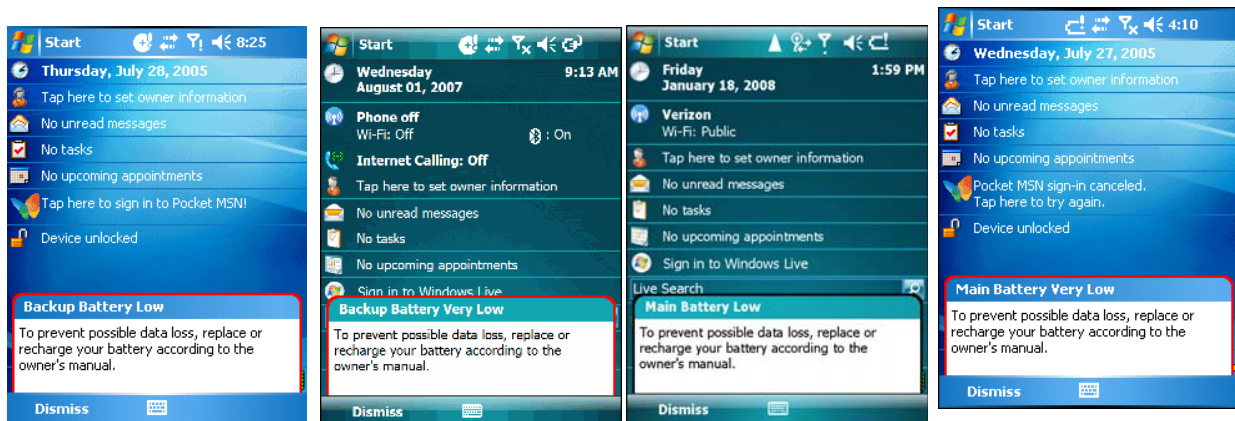 Start 8:25
Thursday, July 28, 2005
Tap here to set owner information
No unread messages
No tasks
No upcoming appointments
Tap here to sign in to Pocket MSN!
Device unlocked
Backup Battery Low
To prevent possible data loss, replace or
recharge your battery according to the
owner's manual.
Dismiss
Start
Wednesday 9:13 AM
August 01, 2007
Phone off
Wi-Fi: Off : On
Internet Calling: Off
Tap here to set owner information
No unread messages
No tasks
No upcoming appointments
Sign in to Windows Live
Backup Battery Very Low
To prevent possible data loss, replace or
recharge your battery according to the
owner's manual.
Dismiss
Start
Friday 1:59 PM
January 18, 2008
Verizon
Wi-Fi: Public
Tap here to set owner information
No unread messages
No tasks
No upcoming appointments
Sign in to Windows Live
Live Search
Main Battery Low
To prevent possible data loss, replace or
recharge your battery according to the
owner's manual.
Dismiss
Start 4:10
Wednesday, July 27, 2005
Tap here to set owner information
No unread messages
No tasks
No upcoming appointments
Pocket MSN sign-in canceled.
Tap here to try again.
Device unlocked
Main Battery Very Low
To prevent possible data loss, replace or
recharge your battery according to the
owner's manual.
Dismiss